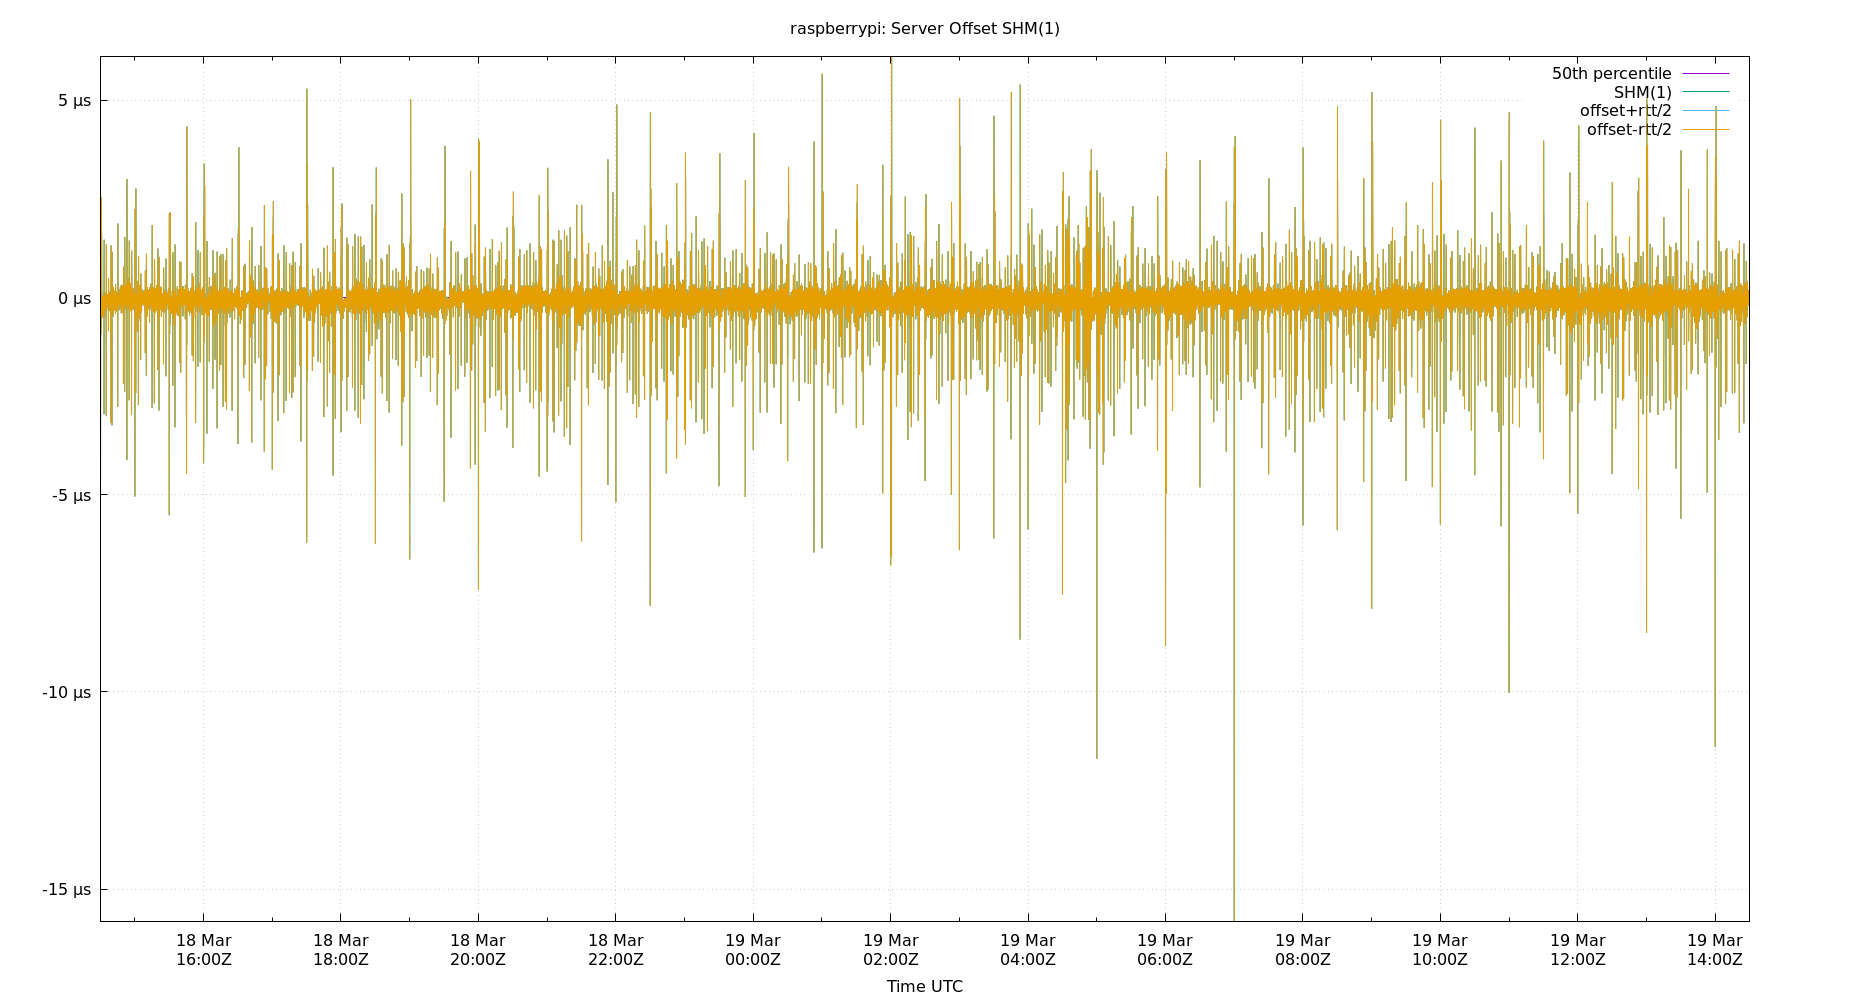 raspberrypi: Server Offset SHM(1)
50th percentile
SHM(1)
offset+rtt/2
offset-rtt/2
5 µs
0 µs
-5 µs
-10 µs
-15 µs
18 Mar 18 Mar 18 Mar 18 Mar 19 Mar 19 Mar 19 Mar 19 Mar 19 Mar 19 Mar 19 Mar 19 Mar
16:00Z 18:00Z 20:00Z 22:00Z 00:00Z 02:00Z 04:00Z 06:00Z 08:00Z 10:00Z 12:00Z 14:00Z
Time UTC